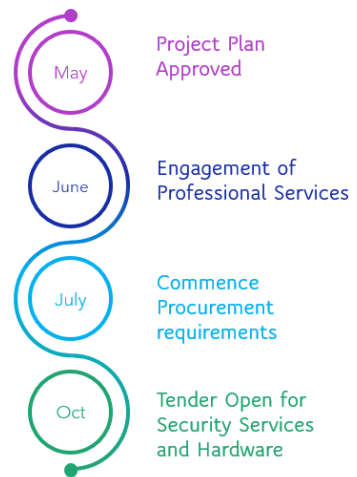 May
Project Plan
Approved
June
Engagement of
Professional Services
July
Commence
Procurement
requirements
Oct
Tender Open for
Security Services
and Hardware